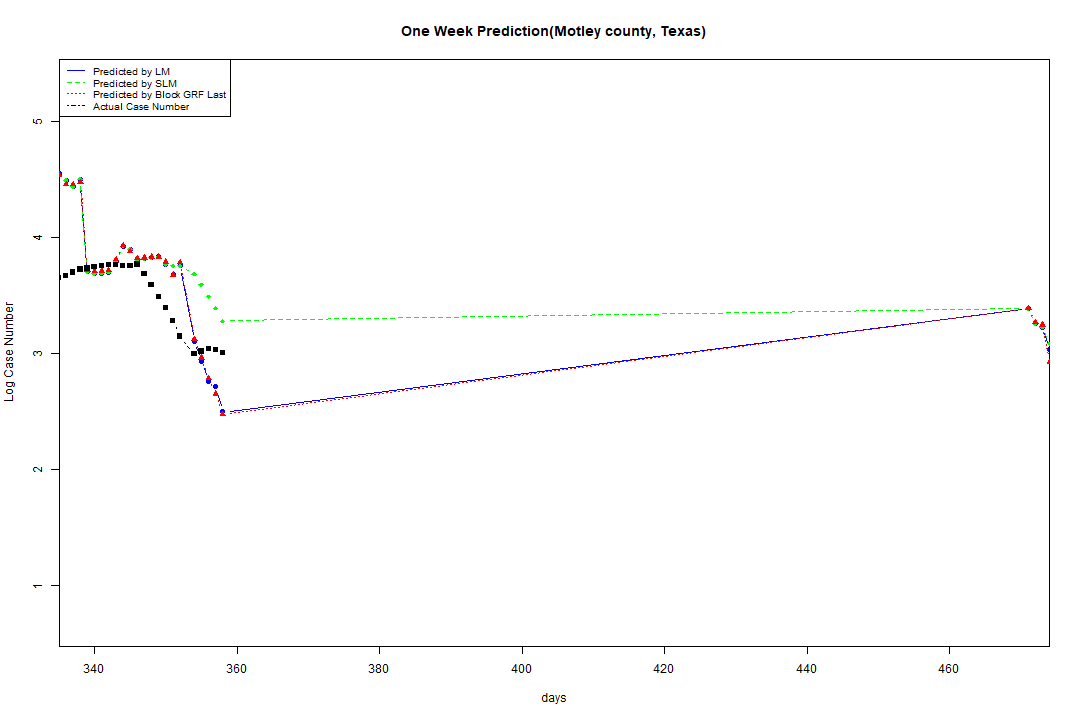 One Week Prediction(Motley county, Texas)
Predicted by LM
Predicted by SLM
Predicted by Block GRF Last
Actual Case Number
5
4
3
2
1
Log Case Number
340 360 380 400 420 440 460
days